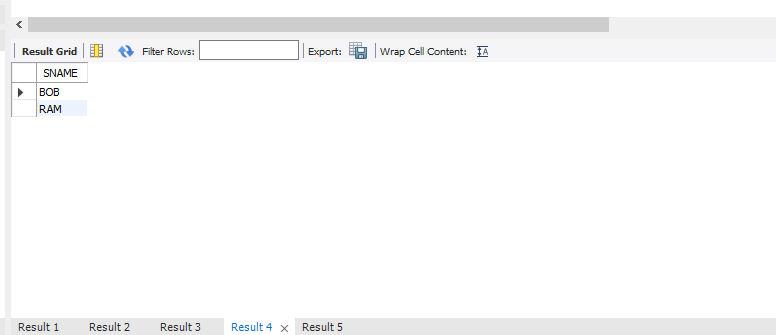 Result Grid Filter Rows: Export: Wrap Cell Content:
SNAME
BOB
RAM
Result 1 Result 2 Result 3 Result 4 Result 5